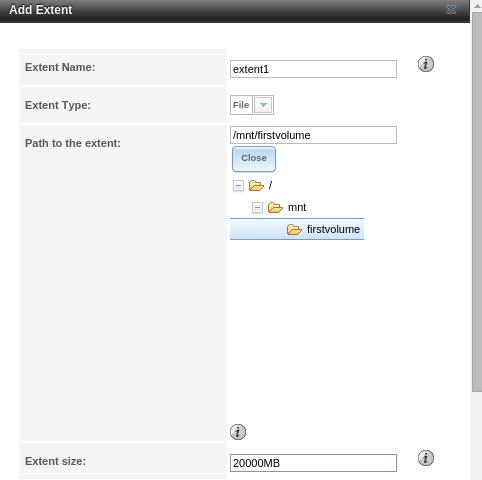 Add Extent
Extent Name:
extent1
Extent Type:
File
Path to the extent:
/mnt/firstvolume
Close
/
mnt
firstvolume
Extent size:
20000MB